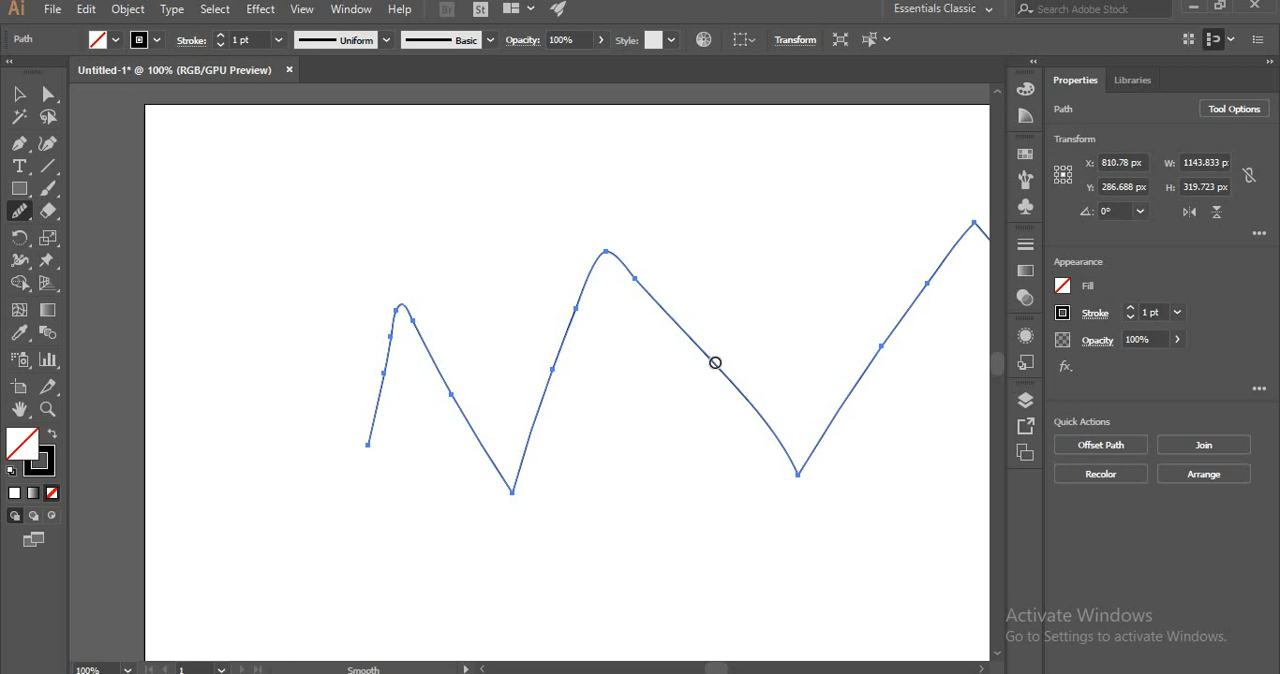 Ai File Edit Object Type Select Effect View Window Help Br St Essentials Classic Search Adobe Stock
Path Stroke: 1 pt Uniform Basic Opacity: 100% Style: Transform
Untitled-1* @ 100% (RGB/GPU Preview) ×
Properties Libraries
Path Tool Options
Transform
X: 810.78 px W: 1143.833 p
Y: 286.688 px H: 319.723 px
0°
Appearance
Fill
Stroke 1 pt
Opacity 100%
fx.
Quick Actions
Offset Path Join
Recolor Arrange
Activate Windows
Go to Settings to activate Windows.
100% 1 Smooth